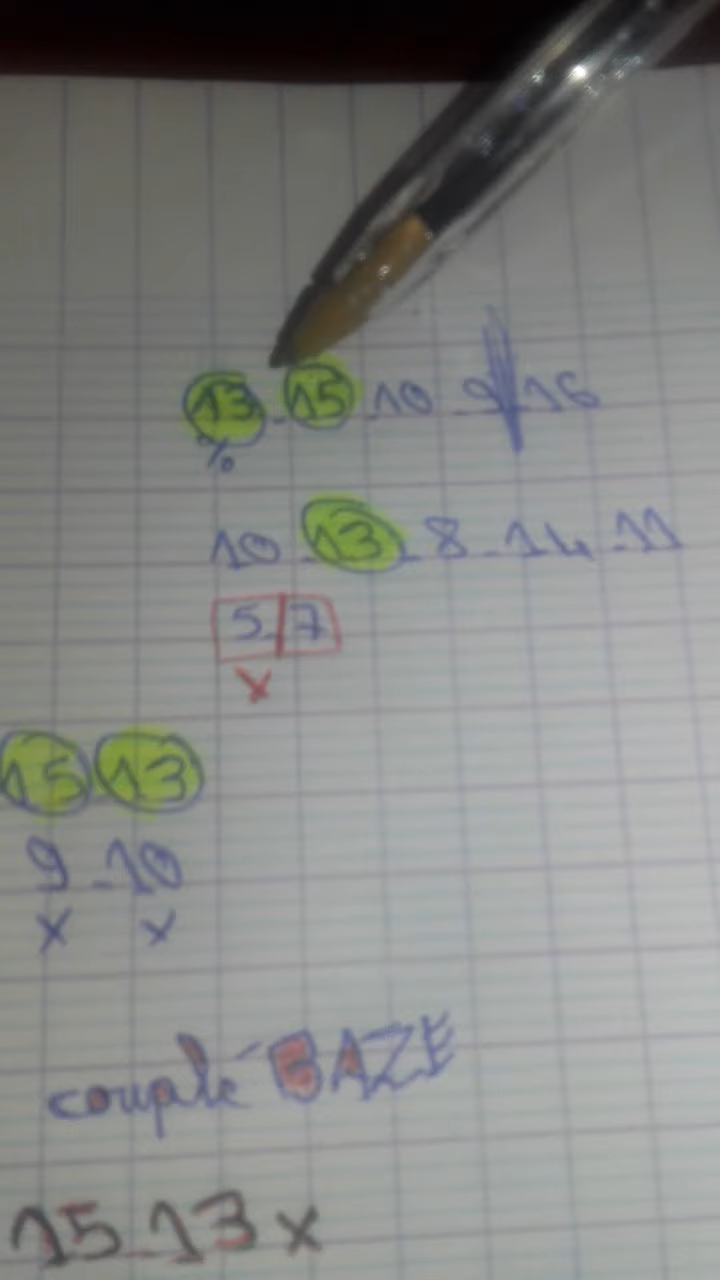 13 - 15 10 9 16
%
10 - 13 - 8 - 14 - 11
5 7
x
15 13
9 - 10
x x
couplé BAZE
15 - 13 x